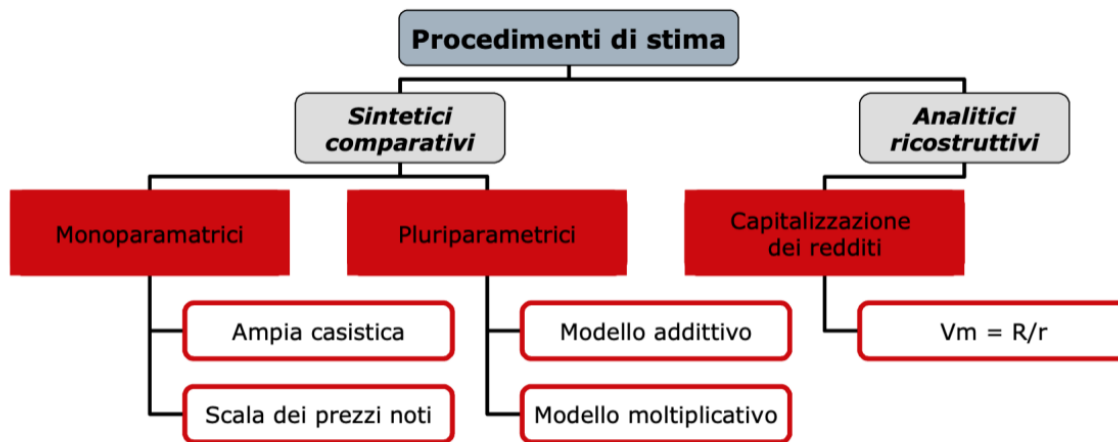 Procedimenti di stima
Sintetici
comparativi
Analitici
ricostruttivi
Monoparamatrici
Pluriparametrici
Capitalizzazione
dei redditi
Ampia casistica
Modello addittivo
Vm = R/r
Scala dei prezzi noti
Modello moltiplicativo